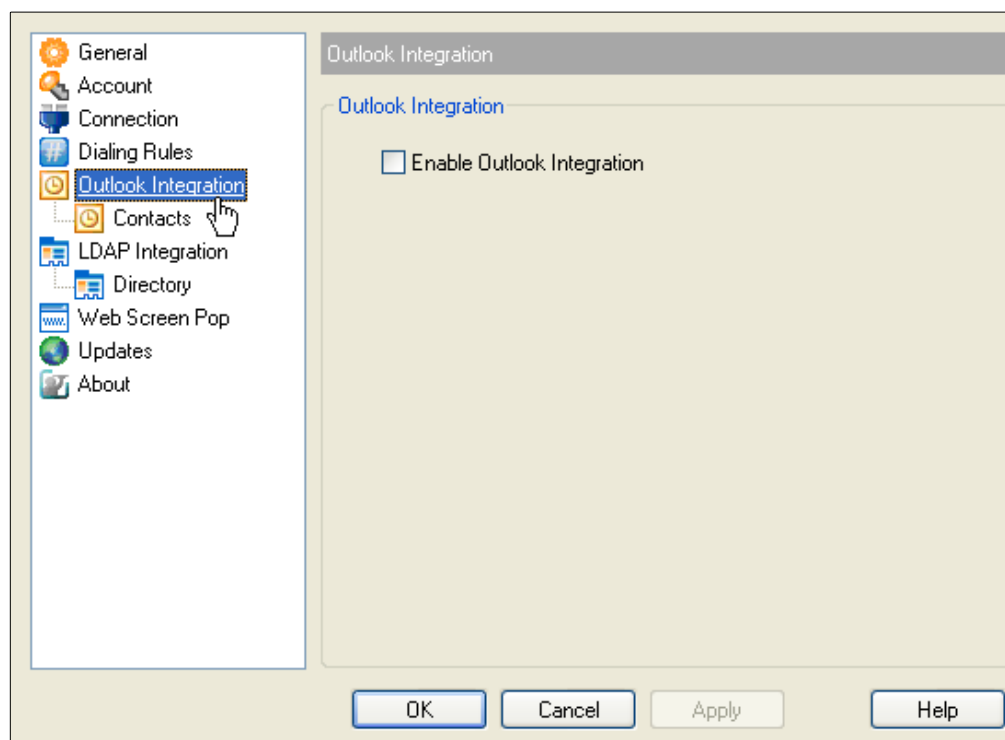 General
Account
Connection
Dialing Rules
Outlook Integration
Contacts
LDAP Integration
Directory
www.
Web Screen Pop
Updates
About
Outlook Integration
Outlook Integration
Enable Outlook Integration
OK
Cancel
Apply
Help